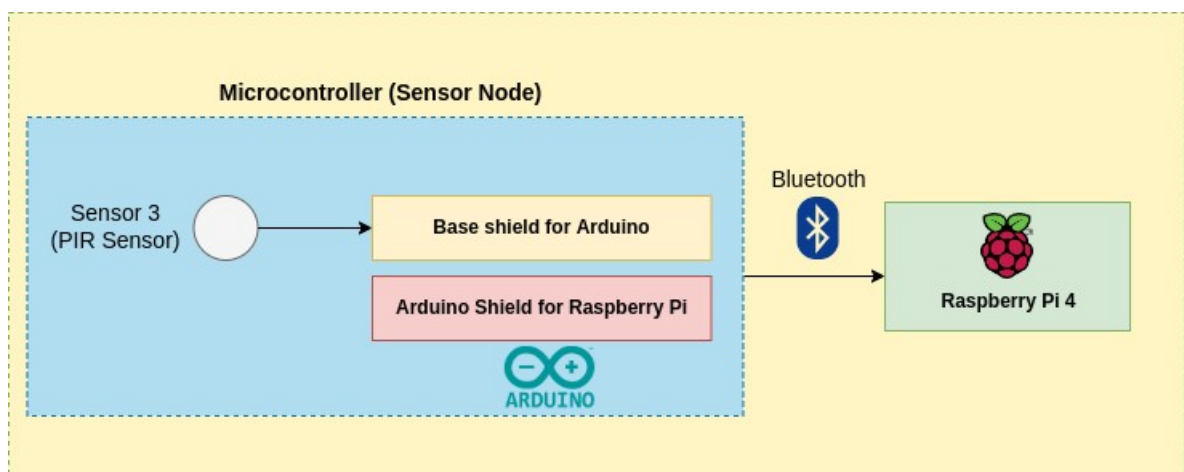 Microcontroller (Sensor Node)
Sensor 3
(PIR Sensor)
Base shield for Arduino
Arduino Shield for Raspberry Pi
ARDUINO
Bluetooth
Raspberry Pi 4